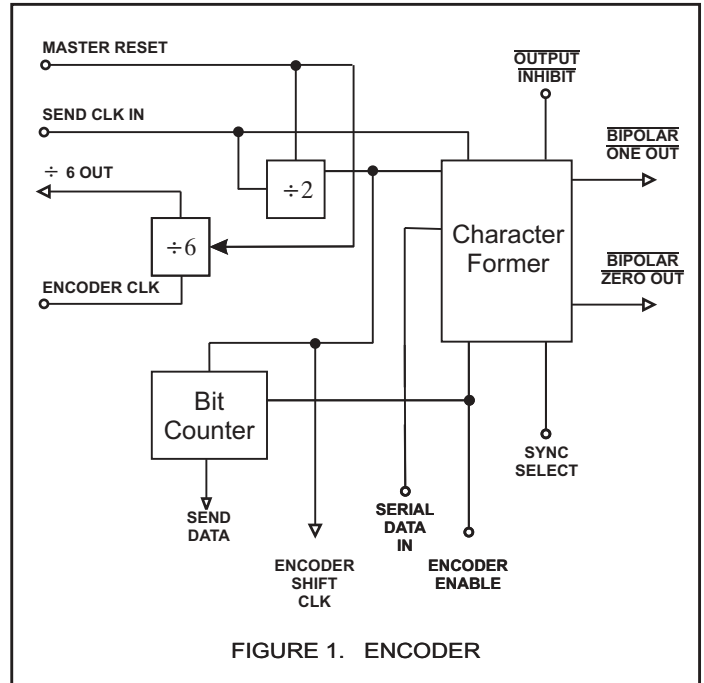 MASTER RESET
OUTPUT
INHIBIT
SEND CLK IN
BIPOLAR
ONE OUT
÷ 6 OUT
÷2
÷6
Character
Former
BIPOLAR
ZERO OUT
ENCODER CLK
Bit
Counter
SYNC
SELECT
SEND
DATA
SERIAL
DATA
IN
ENCODER
SHIFT
CLK
ENCODER
ENABLE
FIGURE 1. ENCODER